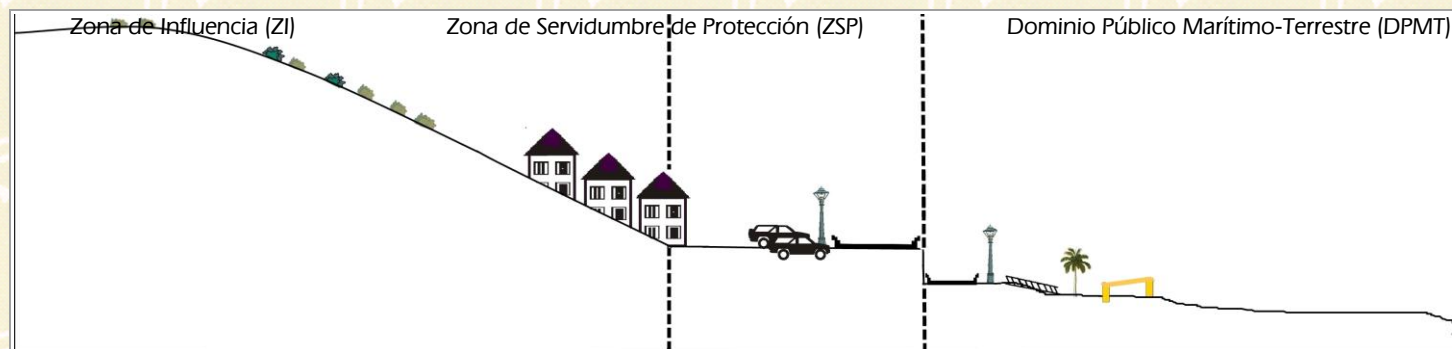 Zona de Influencia (ZI)
Zona de Servidumbre de Protección (ZSP)
Dominio Público Marítimo-Terrestre (DPMT)